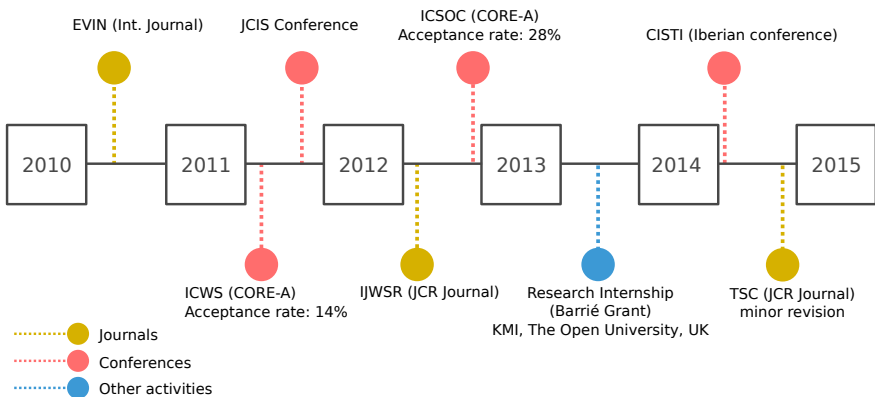 EVIN (Int. Journal)
JCIS Conference
ICSOC (CORE-A)
Acceptance rate: 28%
CISTI (Iberian conference)
2010
2011
2012
2013
2014
2015
ICWS (CORE-A)
Acceptance rate: 14%
IJWSR (JCR Journal)
Research Internship
(Barrié Grant)
KMI, The Open University, UK
TSC (JCR Journal)
minor revision
Journals
Conferences
Other activities